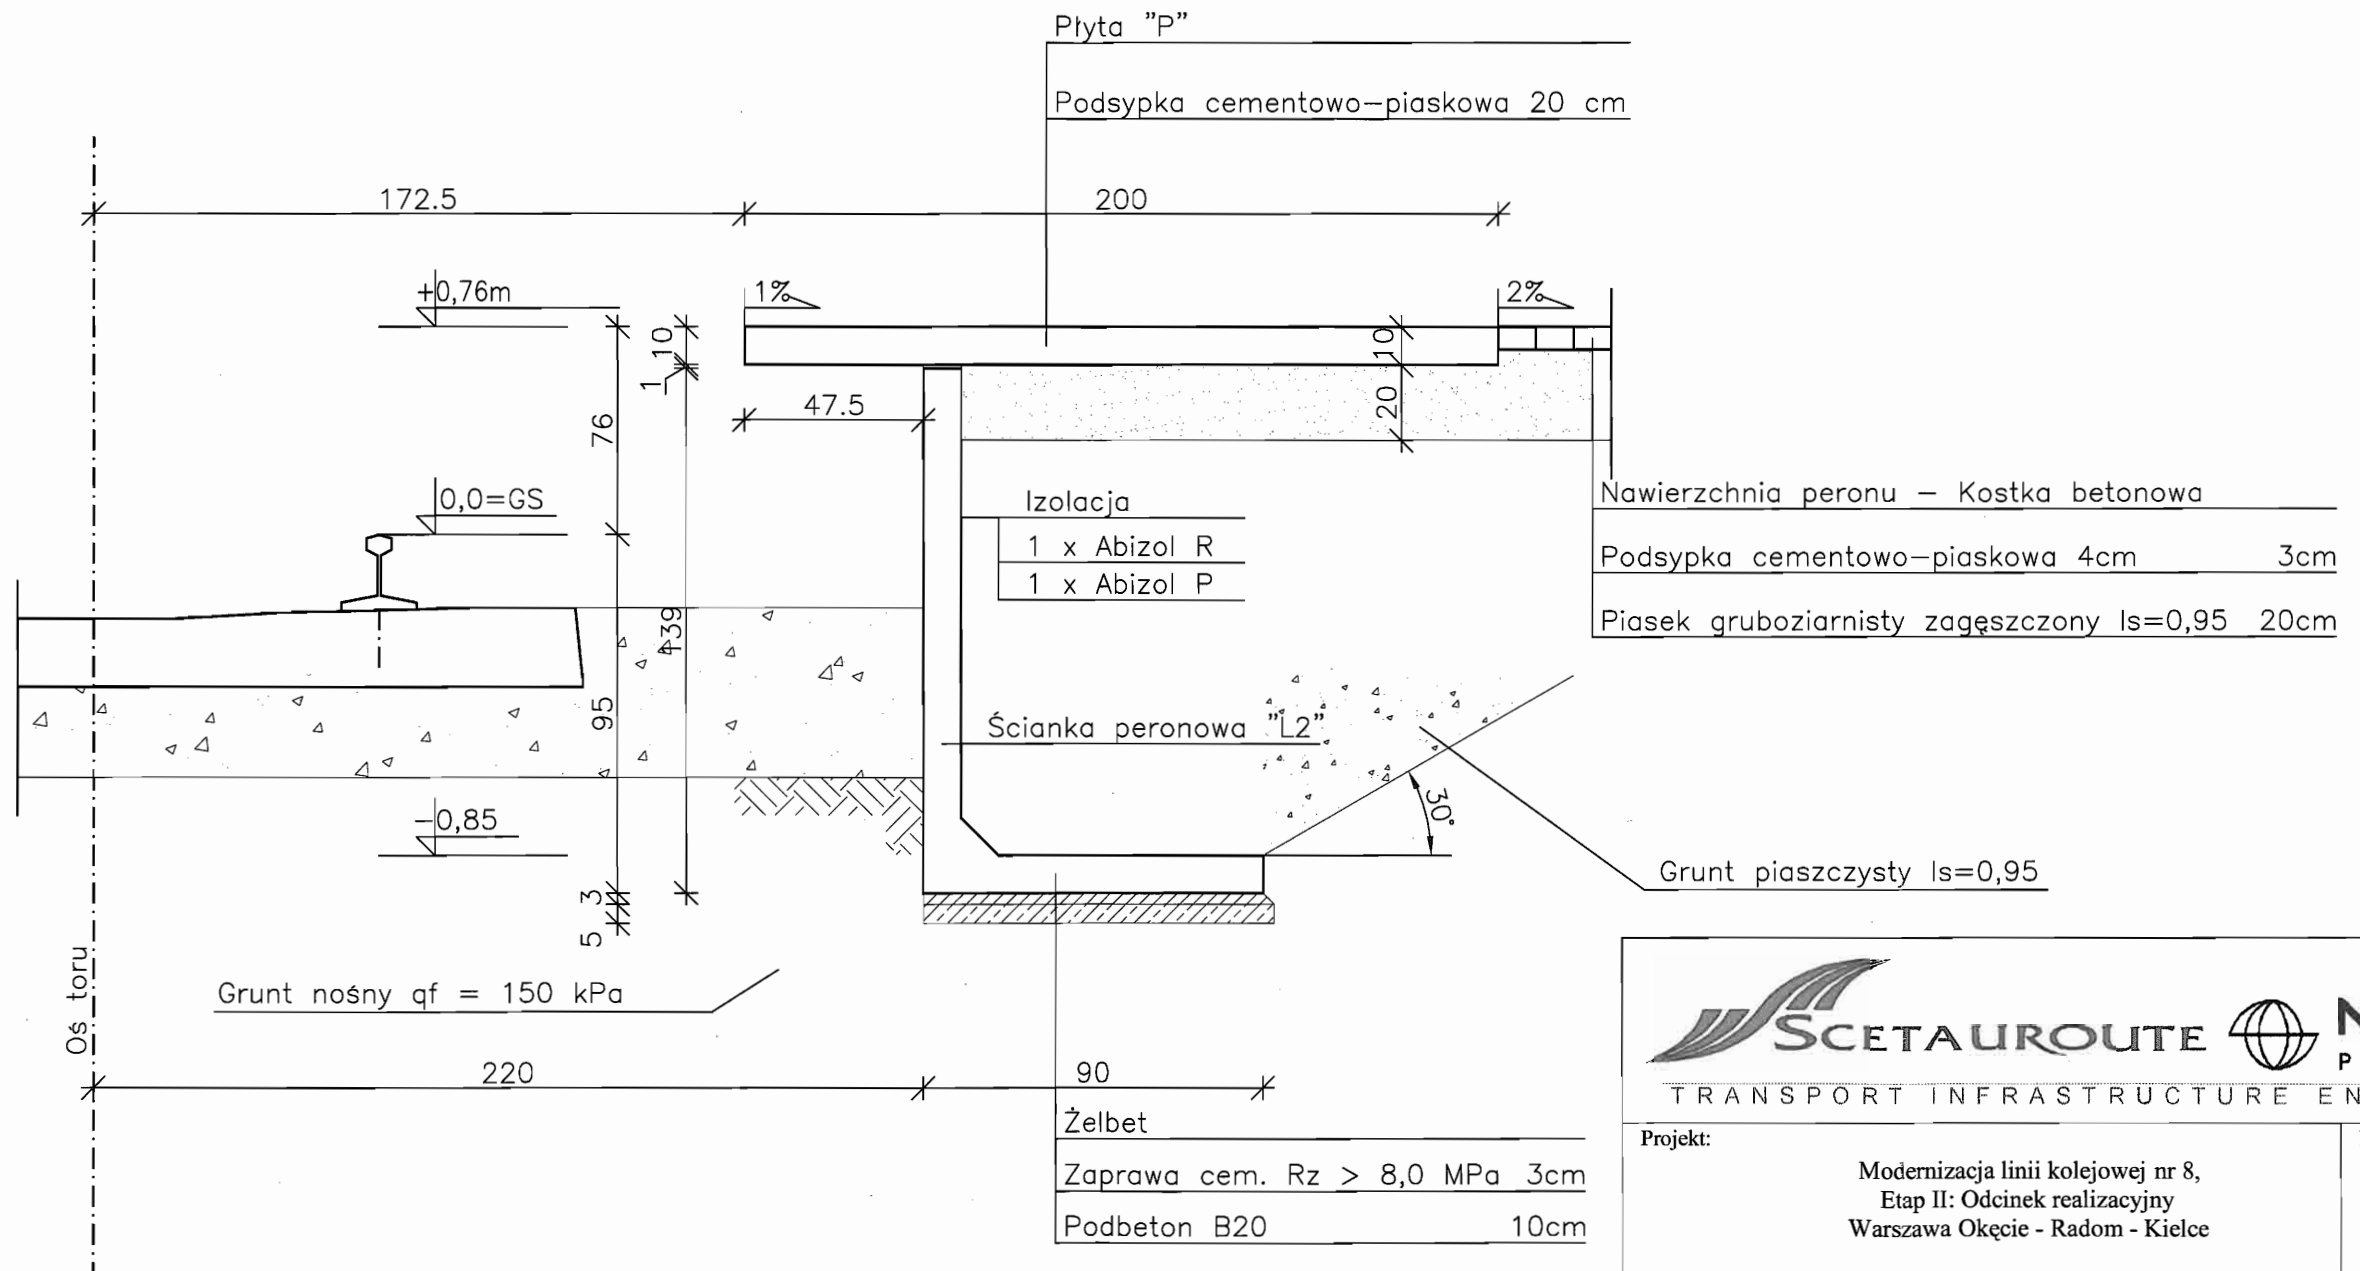 Płyta "P"
Podsypka cementowo-piaskowa 20 cm
172.5
200
+0,76m
1%
2%
10
1
10
76
47.5
20
0,0=GS
Izolacja
1 x Abizol R
1 x Abizol P
Nawierzchnia peronu - Kostka betonowa
Podsypka cementowo-piaskowa 4cm 3cm
Piasek gruboziarnisty zagęszczony Is=0,95 20cm
139
95
Ścianka peronowa "L2"
30°
-0,85
Grunt piaszczysty Is=0,95
3
5
Oś toru
Grunt nośny qf = 150 kPa
220
90
Żelbet
Zaprawa cem. Rz > 8,0 MPa 3cm
Podbeton B20 10cm
SCETAUROUTE
TRANSPORT INFRASTRUCTURE EN
Projekt:
Modernizacja linii kolejowej nr 8,
Etap II: Odcinek realizacyjny
Warszawa Okęcie - Radom - Kielce